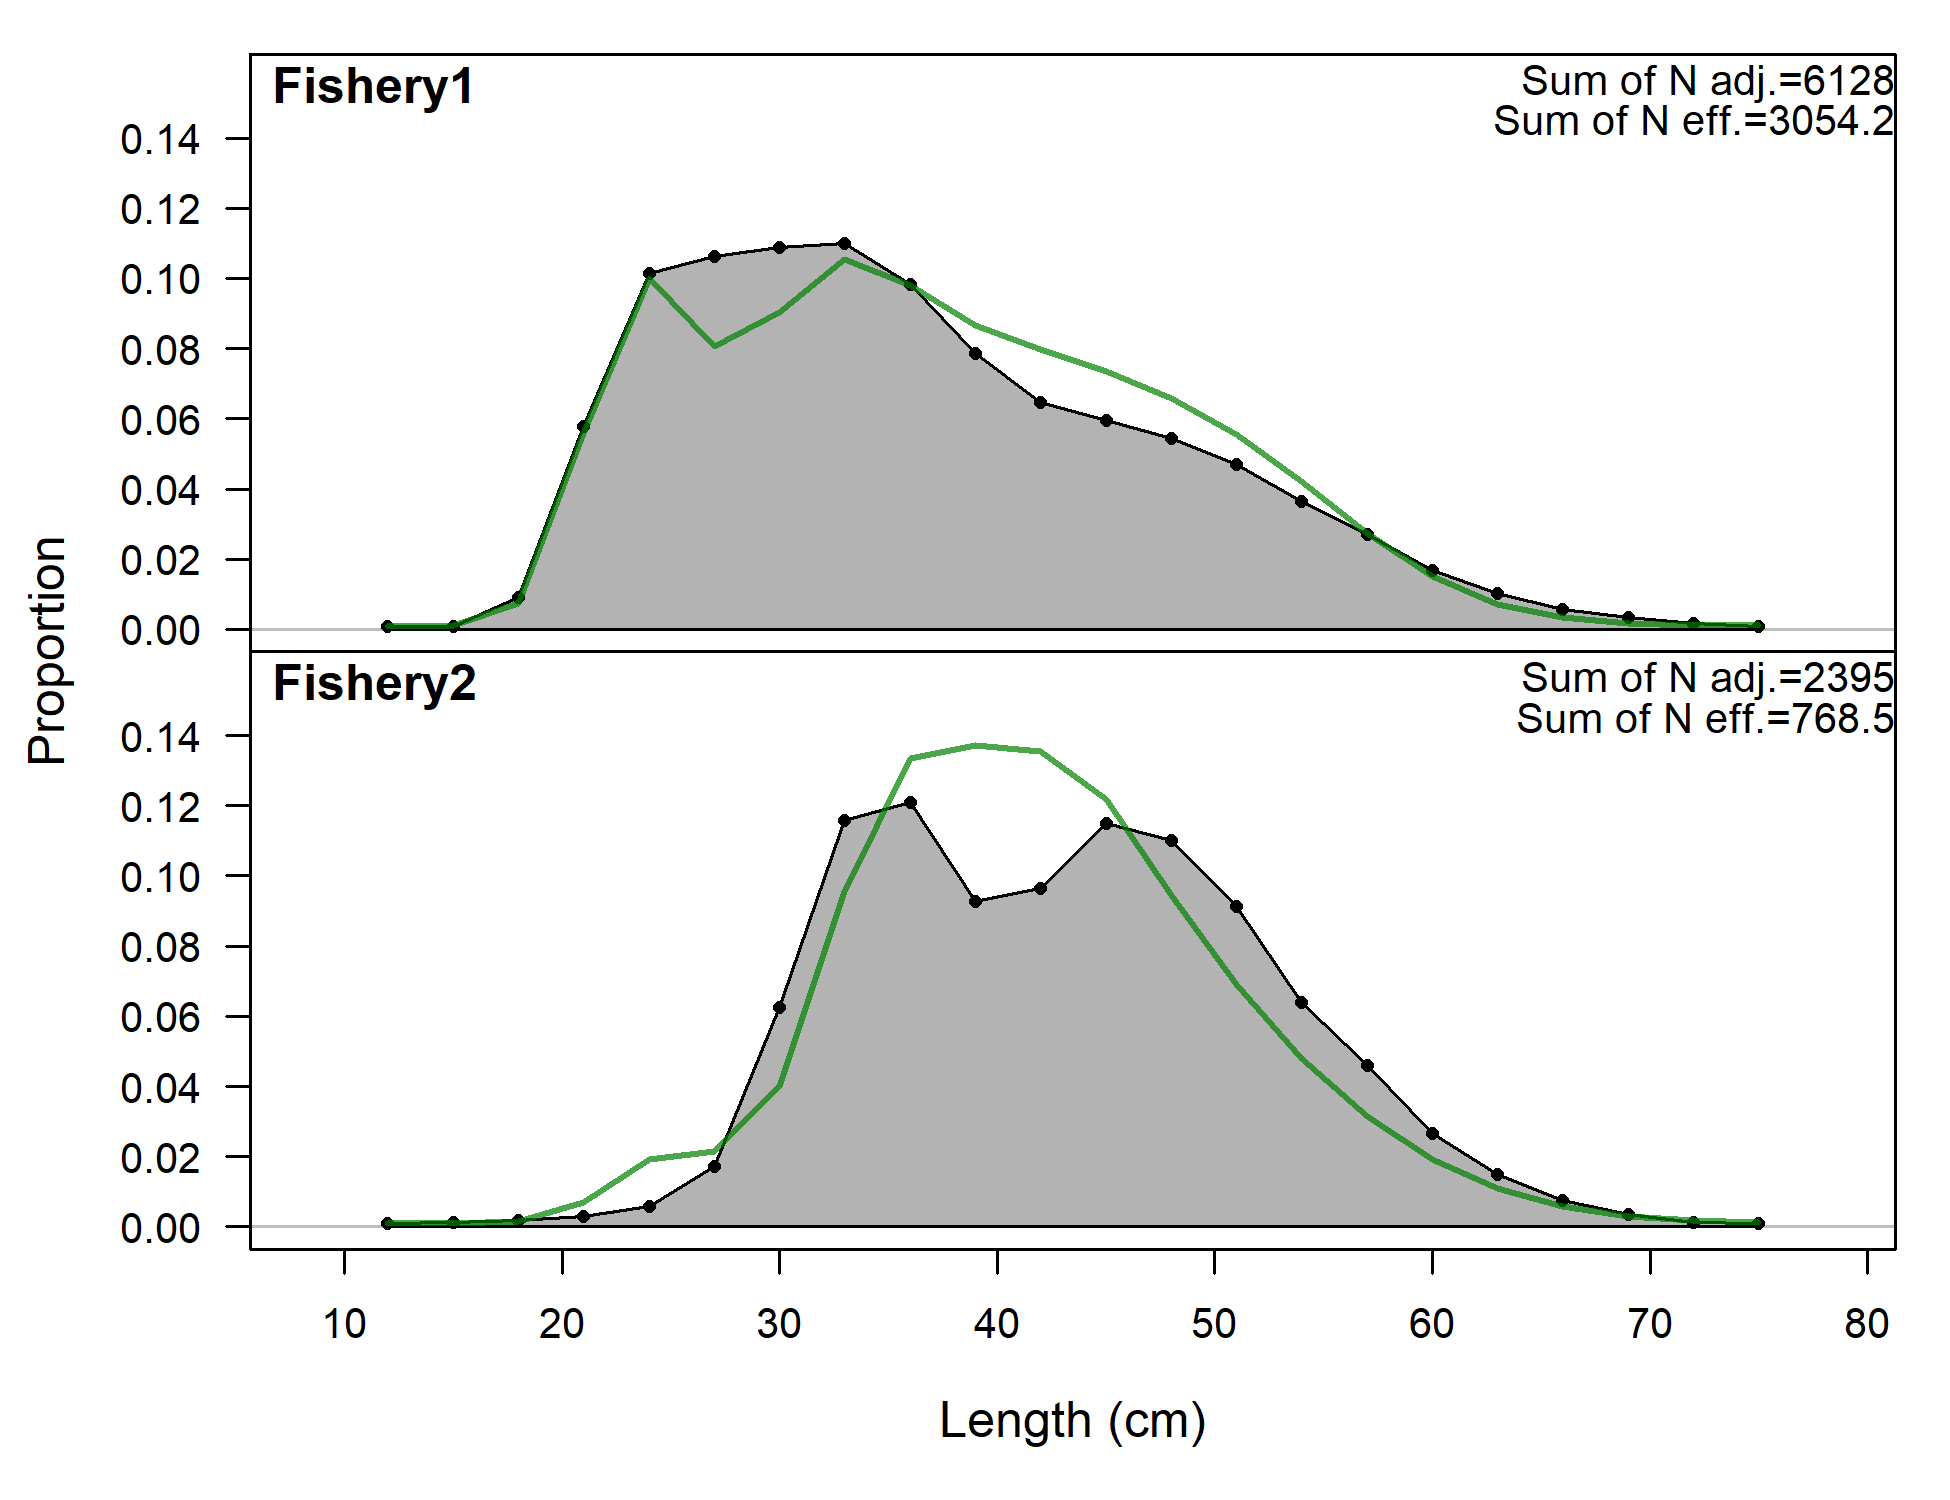 Fishery1
Sum of N adj.=6128
Sum of N eff.=3054.2
0.14
0.12
0.10
0.08
0.06
0.04
0.02
0.00
Proportion
Fishery2
Sum of N adj.=2395
Sum of N eff.=768.5
0.14
0.12
0.10
0.08
0.06
0.04
0.02
0.00
10 20 30 40 50 60 70 80
Length (cm)